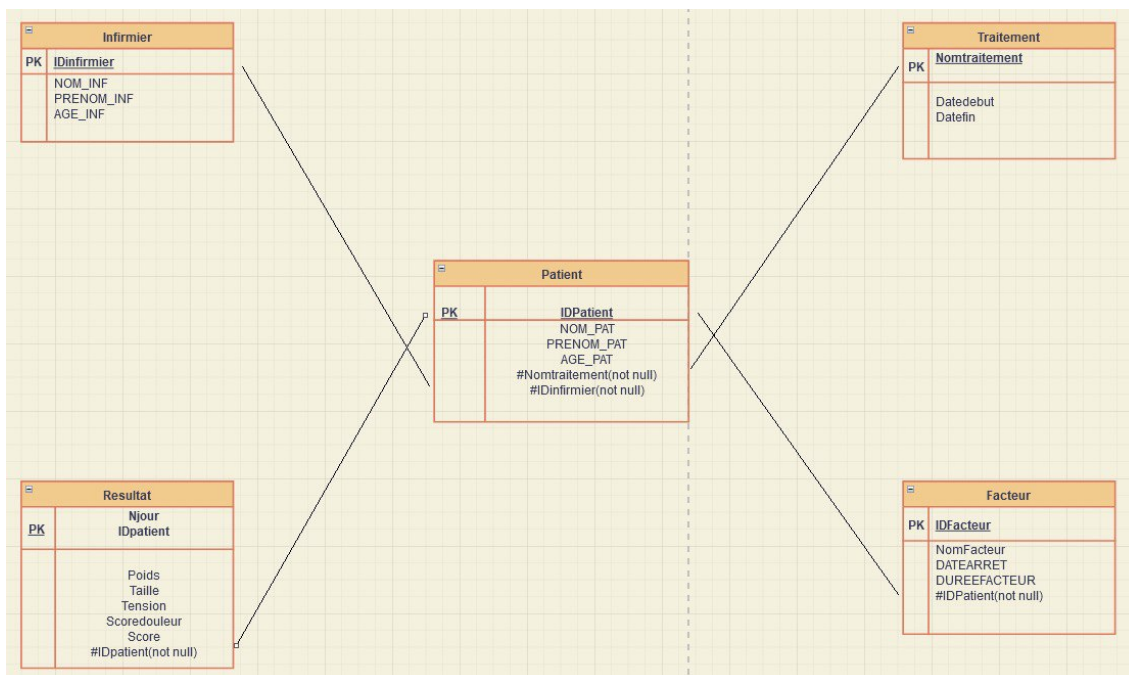 Infirmier
PK IDinfirmier
NOM_INF
PRENOM_INF
AGE_INF
Traitement
PK Nomtraitement
Datedebut
Datefin
Patient
PK IDPatient
NOM_PAT
PRENOM_PAT
AGE_PAT
#Nomtraitement(not null)
#IDinfirmier(not null)
Resultat
Njour
PK IDpatient
Poids
Taille
Tension
Scoredouleur
Score
#IDpatient(not null)
Facteur
PK IDFacteur
NomFacteur
DATEARRET
DUREEFACTEUR
#IDPatient(not null)